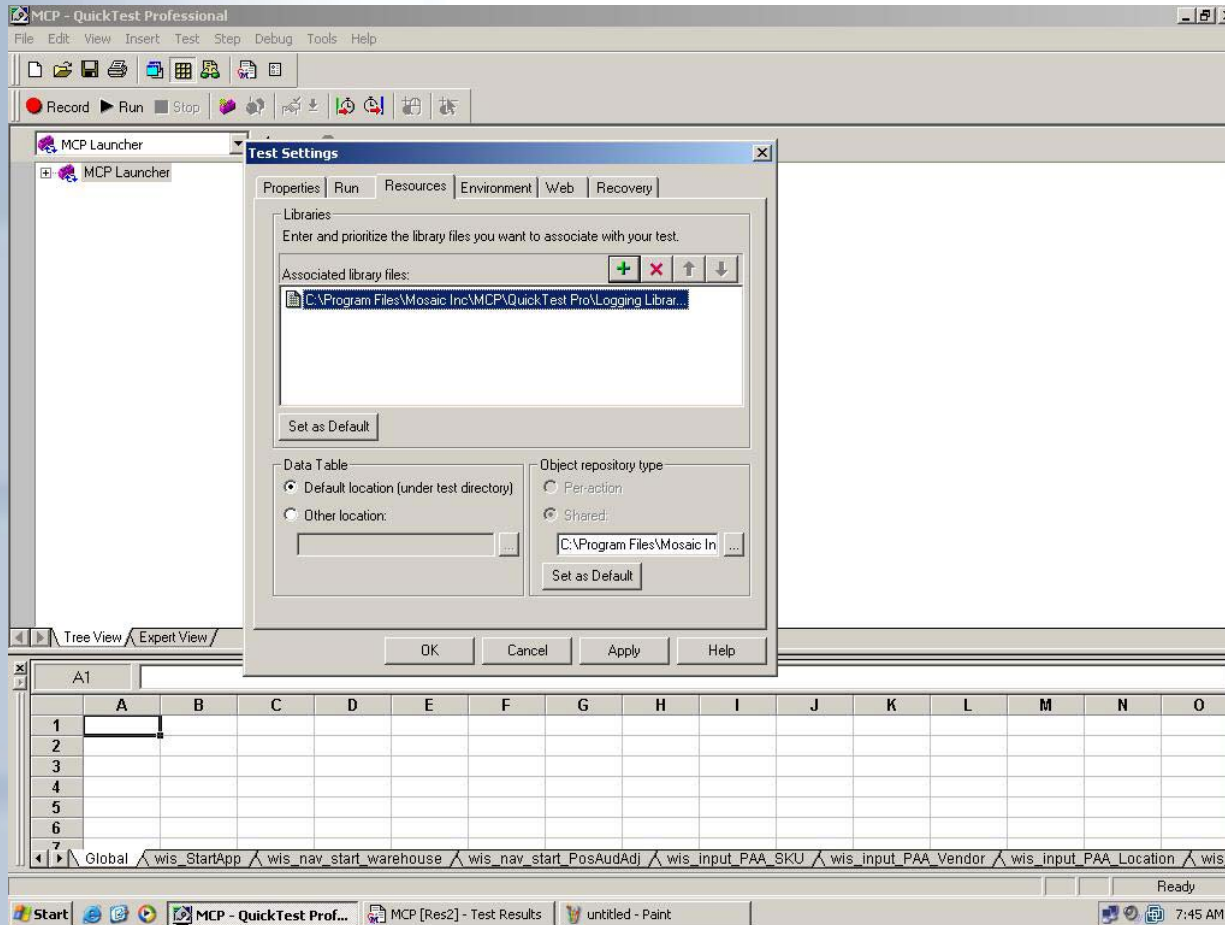 MCP - QuickTest Professional
File Edit View Insert Test Step Debug Tools Help
Record Run Stop
MCP Launcher
MCP Launcher
Test Settings
Properties Run Resources Environment Web Recovery
Libraries
Enter and prioritize the library files you want to associate with your test.
Associated library files:
C:\Program Files\Mosaic Inc\MCP\QuickTest Pro\Logging Librar...
Set as Default
Data Table
Default location (under test directory)
Other location:
...
Object repository type
Per-action
Shared:
C:\Program Files\Mosaic In ...
Set as Default
OK Cancel Apply Help
Tree View Expert View
A1
A B C D E F G H I J K L M N O
1
2
3
4
5
6
7
Global wis_StartApp wis_nav_start_warehouse wis_nav_start_PosAudAdj wis_input_PAA_SKU wis_input_PAA_Vendor wis_input_PAA_Location wis
Ready
Start MCP - QuickTest Prof... MCP [Res2] - Test Results untitled - Paint 7:45 AM